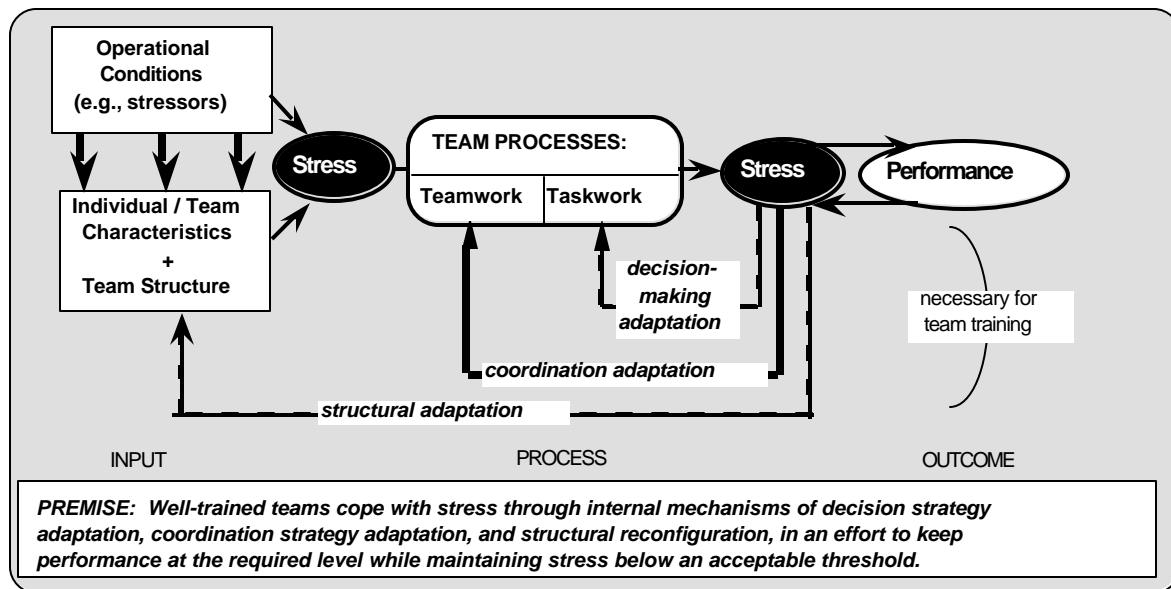 Operational
Conditions
(e.g., stressors)
Individual / Team
Characteristics
+
Team Structure
Stress
TEAM PROCESSES:
Teamwork
Taskwork
Stress
Performance
decision-
making
adaptation
coordination adaptation
structural adaptation
necessary for
team training
INPUT
PROCESS
OUTCOME
PREMISE: Well-trained teams cope with stress through internal mechanisms of decision strategy
adaptation, coordination strategy adaptation, and structural reconfiguration, in an effort to keep
performance at the required level while maintaining stress below an acceptable threshold.